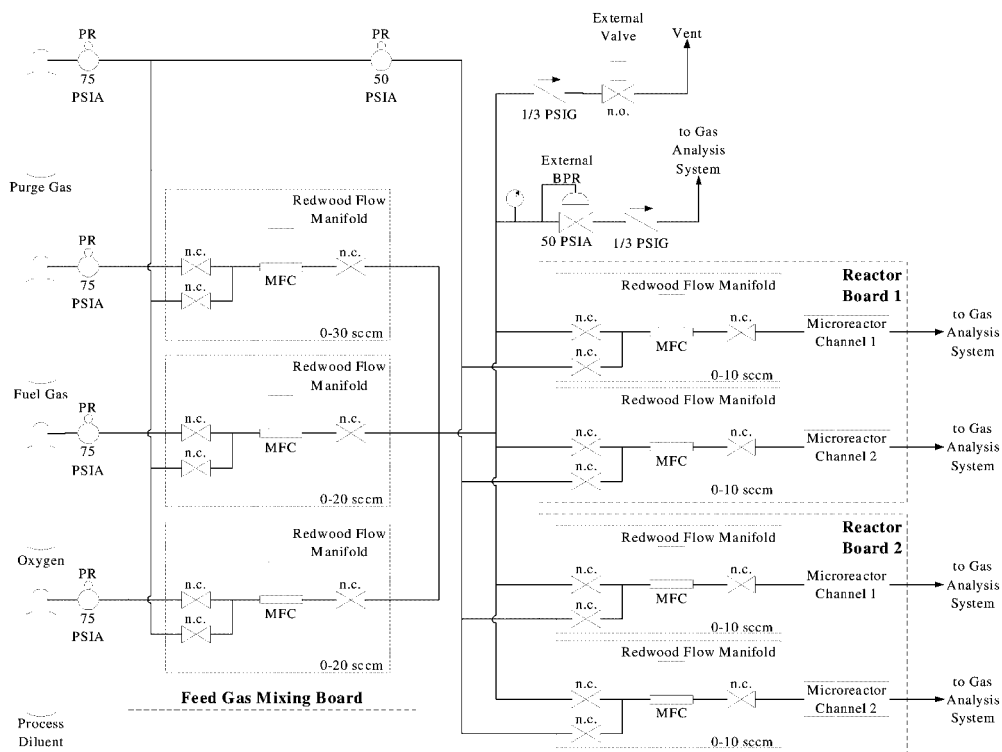 PR
75
PSIA
PR
50
PSIA
External
Valve
Vent
1/3 PSIG
n.o.
to Gas
Analysis
System
External
BPR
50 PSIA
1/3 PSIG
Purge Gas
Redwood Flow
Manifold
PR
75
PSIA
n.c.
n.c.
MFC
n.c.
0-30 sccm
Fuel Gas
Redwood Flow
Manifold
PR
75
PSIA
n.c.
n.c.
MFC
n.c.
0-20 sccm
Oxygen
Redwood Flow
Manifold
PR
75
PSIA
n.c.
n.c.
MFC
n.c.
0-20 sccm
Feed Gas Mixing Board
Process
Diluent
Reactor
Board 1
Redwood Flow Manifold
n.c.
n.c.
MFC
n.c.
Microreactor
Channel 1
to Gas
Analysis
System
0-10 sccm
Redwood Flow Manifold
n.c.
n.c.
MFC
n.c.
Microreactor
Channel 2
to Gas
Analysis
System
0-10 sccm
Reactor
Board 2
Redwood Flow Manifold
n.c.
n.c.
MFC
n.c.
Microreactor
Channel 1
to Gas
Analysis
System
0-10 sccm
Redwood Flow Manifold
n.c.
n.c.
MFC
n.c.
Microreactor
Channel 2
to Gas
Analysis
System
0-10 sccm